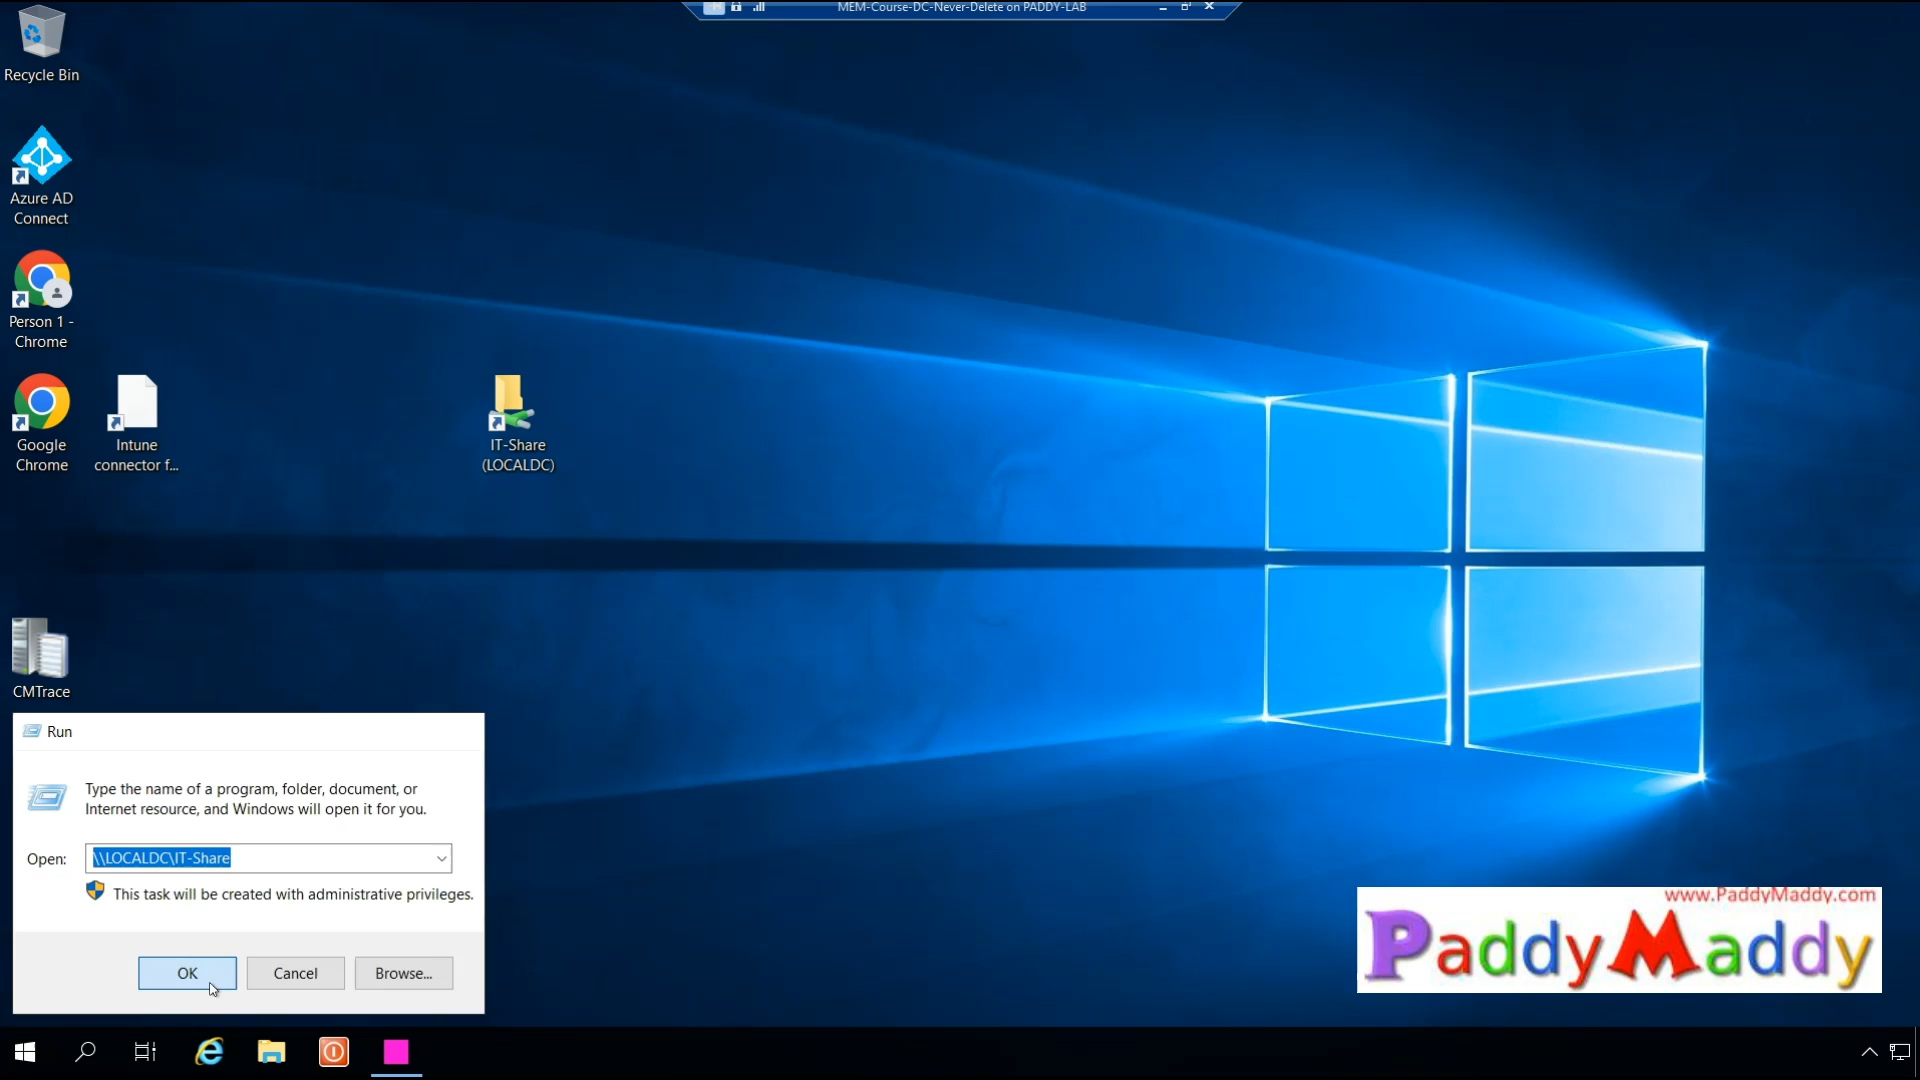 MEM-Course-DC-Never-Delete on PADDY-LAB
Recycle Bin
Azure AD
Connect
Person 1 -
Chrome
Google
Chrome
Intune
connector f...
IT-Share
(LOCALDC)
CMTrace
Run
Type the name of a program, folder, document, or
Internet resource, and Windows will open it for you.
Open:
\\LOCALDC\IT-Share
This task will be created with administrative privileges.
OK
Cancel
Browse...
www.PaddyMaddy.com
PaddyMaddy